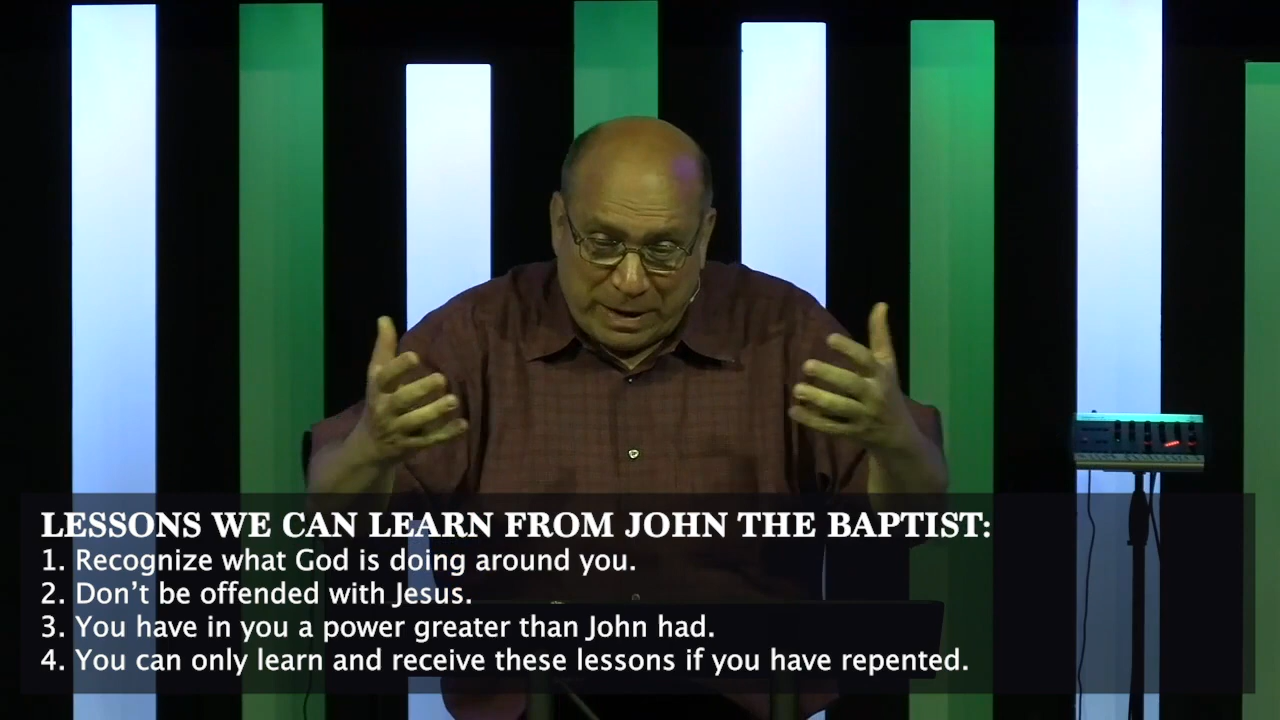 LESSONS WE CAN LEARN FROM JOHN THE BAPTIST:
1. Recognize what God is doing around you.
2. Don't be offended with Jesus.
3. You have in you a power greater than John had.
4. You can only learn and receive these lessons if you have repented.